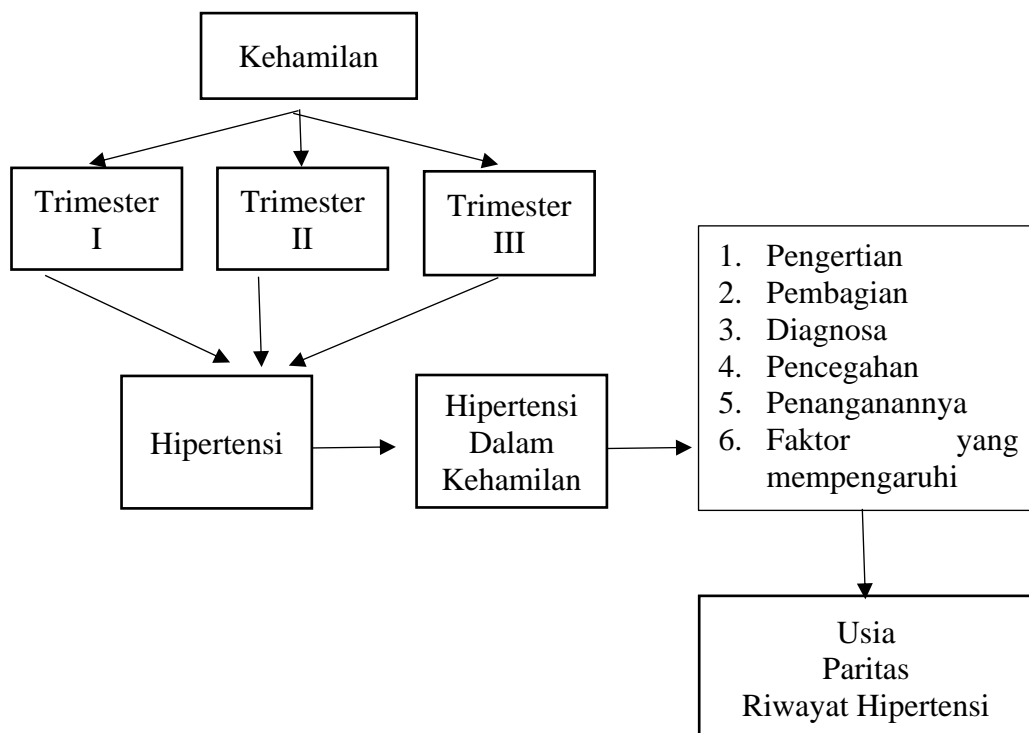 Kehamilan
Trimester
I
Trimester
II
Trimester
III
Hipertensi
Hipertensi
Dalam
Kehamilan
1. Pengertian
2. Pembagian
3. Diagnosa
4. Pencegahan
5. Penanganannya
6. Faktor yang
mempengaruhi
Usia
Paritas
Riwayat Hipertensi